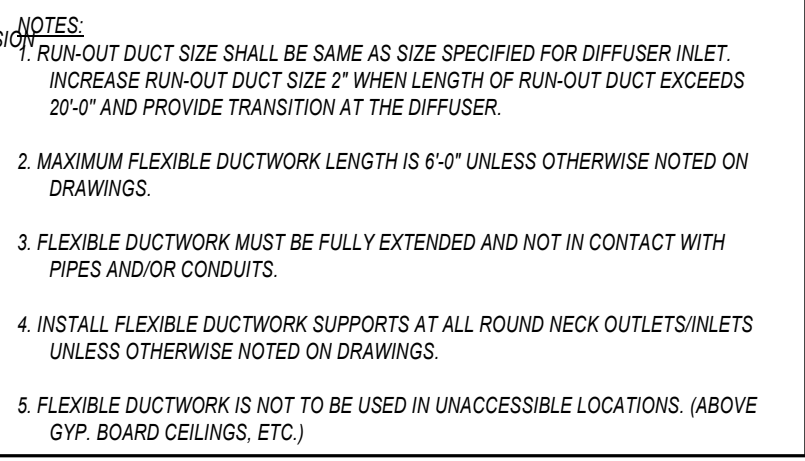 NOTES:
SION
1. RUN-OUT DUCT SIZE SHALL BE SAME AS SIZE SPECIFIED FOR DIFFUSER INLET.
INCREASE RUN-OUT DUCT SIZE 2" WHEN LENGTH OF RUN-OUT DUCT EXCEEDS
20'-0" AND PROVIDE TRANSITION AT THE DIFFUSER.
2. MAXIMUM FLEXIBLE DUCTWORK LENGTH IS 6'-0" UNLESS OTHERWISE NOTED ON
DRAWINGS.
3. FLEXIBLE DUCTWORK MUST BE FULLY EXTENDED AND NOT IN CONTACT WITH
PIPES AND/OR CONDUITS.
4. INSTALL FLEXIBLE DUCTWORK SUPPORTS AT ALL ROUND NECK OUTLETS/INLETS
UNLESS OTHERWISE NOTED ON DRAWINGS.
5. FLEXIBLE DUCTWORK IS NOT TO BE USED IN UNACCESSIBLE LOCATIONS. (ABOVE
GYP. BOARD CEILINGS, ETC.)